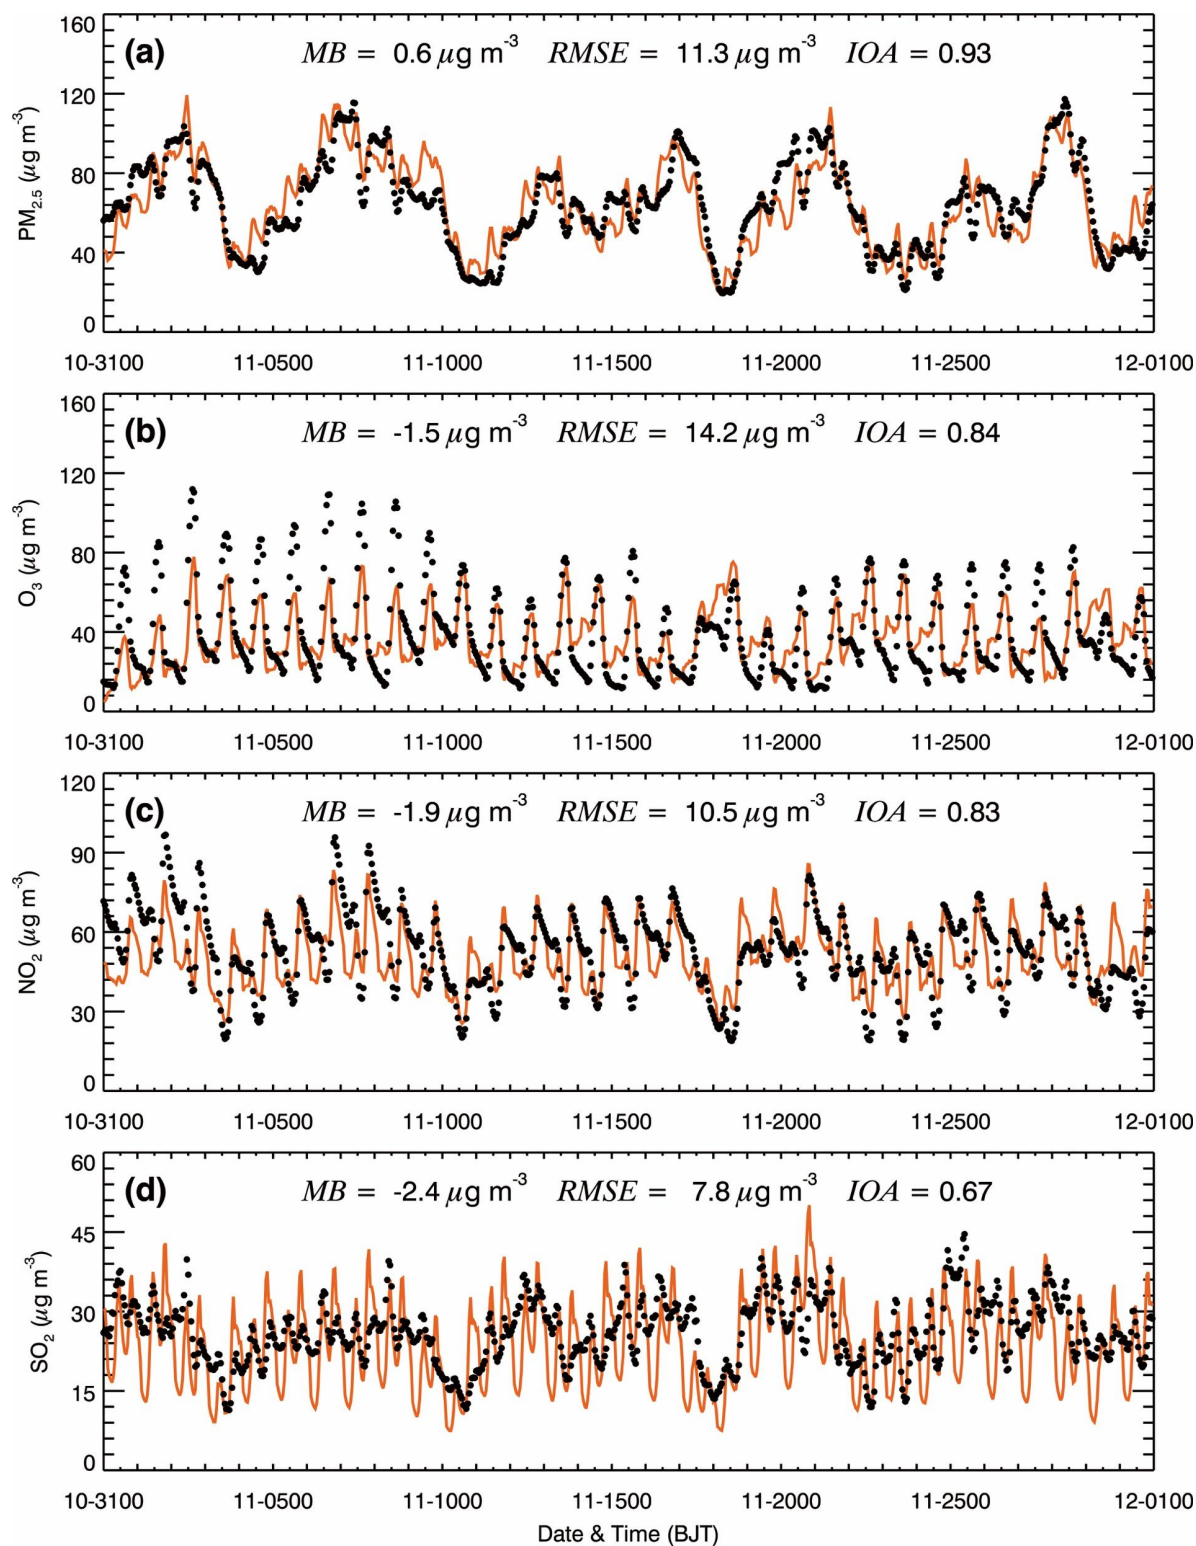 160
(a) MB = 0.6 μg m-3 RMSE = 11.3 μg m-3 IOA = 0.93
120
80
PM2.5 (μg m-3)
40
0
10-3100 11-0500 11-1000 11-1500 11-2000 11-2500 12-0100
160
(b) MB = -1.5 μg m-3 RMSE = 14.2 μg m-3 IOA = 0.84
120
80
O3 (μg m-3)
40
0
10-3100 11-0500 11-1000 11-1500 11-2000 11-2500 12-0100
120
(c) MB = -1.9 μg m-3 RMSE = 10.5 μg m-3 IOA = 0.83
90
60
NO2 (μg m-3)
30
0
10-3100 11-0500 11-1000 11-1500 11-2000 11-2500 12-0100
60
(d) MB = -2.4 μg m-3 RMSE = 7.8 μg m-3 IOA = 0.67
45
30
SO2 (μg m-3)
15
0
10-3100 11-0500 11-1000 11-1500 11-2000 11-2500 12-0100
Date & Time (BJT)